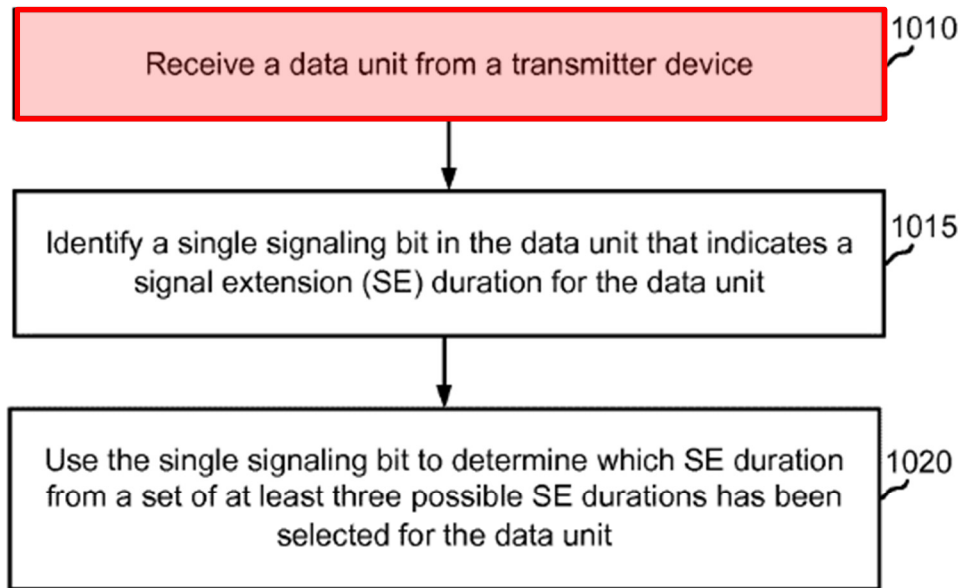 1010
Receive a data unit from a transmitter device
1015
Identify a single signaling bit in the data unit that indicates a
signal extension (SE) duration for the data unit
1020
Use the single signaling bit to determine which SE duration
from a set of at least three possible SE durations has been
selected for the data unit